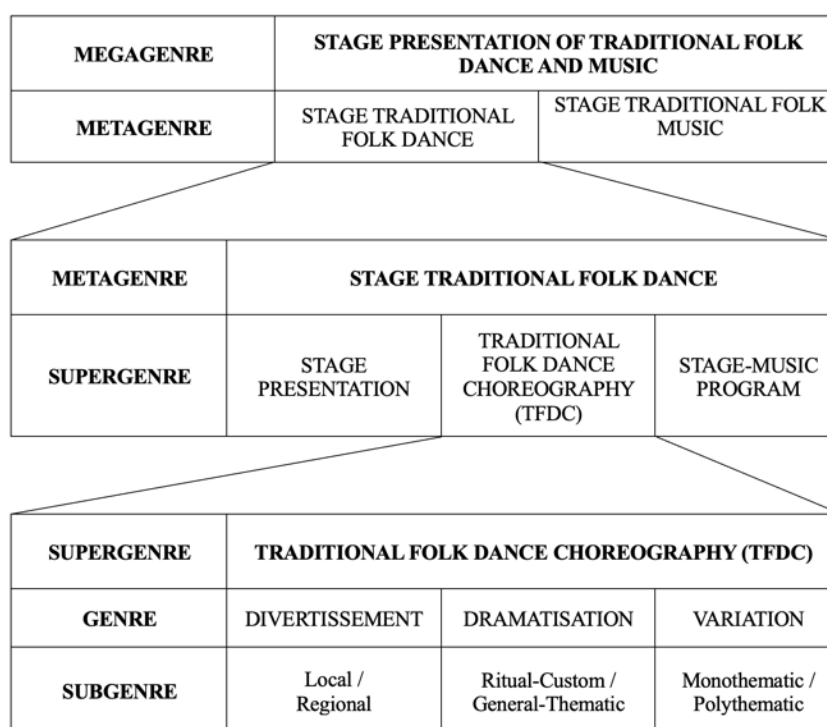 MEGAGENRE
STAGE PRESENTATION OF TRADITIONAL FOLK
DANCE AND MUSIC
METAGENRE
STAGE TRADITIONAL
FOLK DANCE
STAGE TRADITIONAL FOLK
MUSIC
METAGENRE
STAGE TRADITIONAL FOLK DANCE
SUPERGENRE
STAGE
PRESENTATION
TRADITIONAL
FOLK DANCE
CHOREOGRAPHY
(TFDC)
STAGE-MUSIC
PROGRAM
SUPERGENRE
TRADITIONAL FOLK DANCE CHOREOGRAPHY (TFDC)
GENRE
DIVERTISSEMENT
DRAMATISATION
VARIATION
SUBGENRE
Local /
Regional
Ritual-Custom /
General-Thematic
Monothematic /
Polythematic